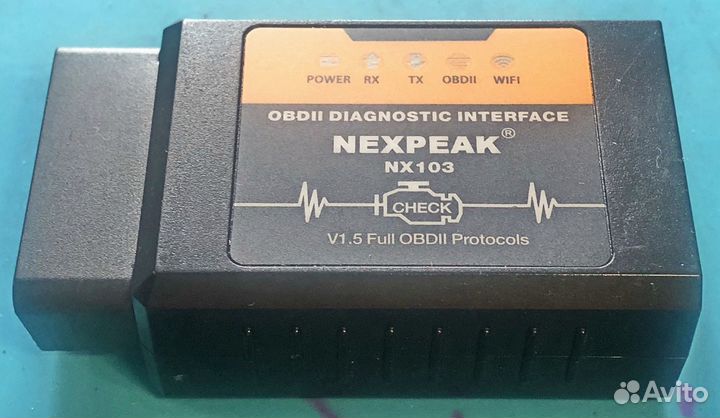 POWER RX TX OBDII WIFI
OBDII DIAGNOSTIC INTERFACE
NEXPEAK®
NX103
CHECK
V1.5 Full OBDII Protocols
Avito